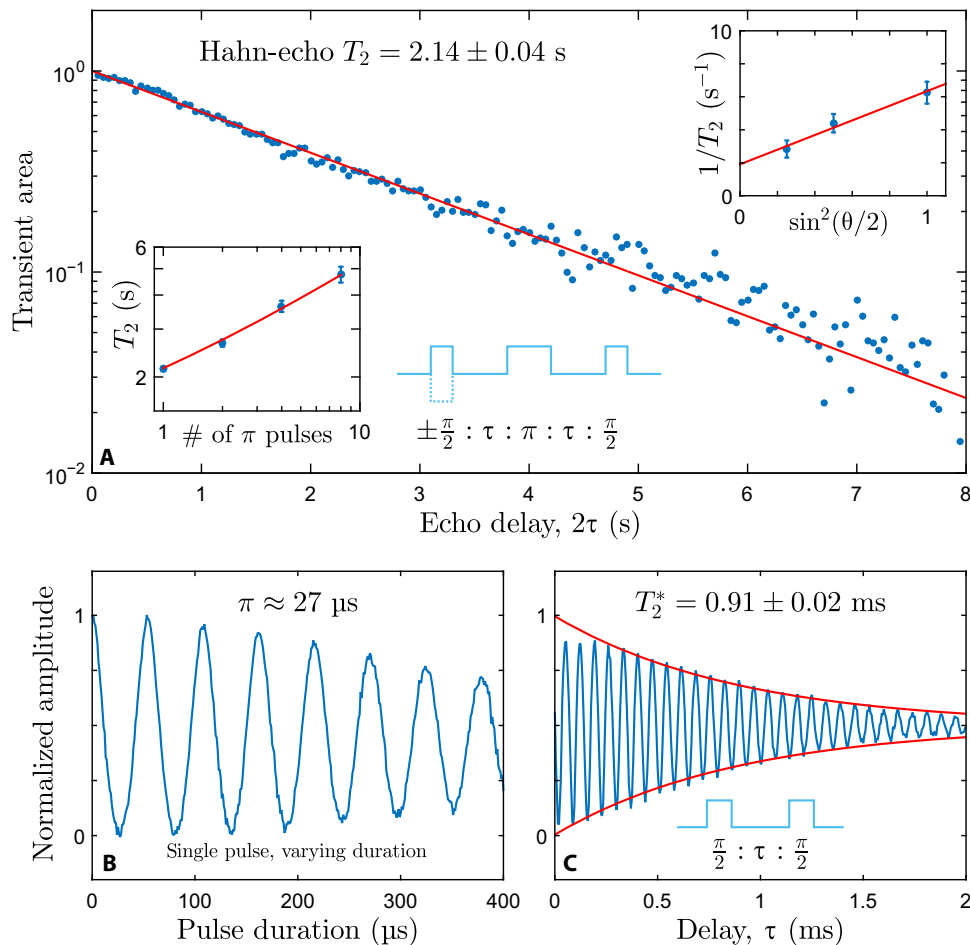 Hahn-echo T₂ = 2.14 ± 0.04 s
Transient area
10⁰
10⁻¹
10⁻²
A
0 1 2 3 4 5 6 7 8
Echo delay, 2τ (s)
1/T₂ (s⁻¹)
10
5
0
0 1
sin²(θ/2)
T₂ (s)
6
2
1 10
# of π pulses
±π/2 : τ : π : τ : π/2
Normalized amplitude
1
0
π ≈ 27 µs
Single pulse, varying duration
B
0 100 200 300 400
Pulse duration (µs)
1
0
T₂* = 0.91 ± 0.02 ms
π/2 : τ : π/2
C
0 0.5 1 1.5 2
Delay, τ (ms)